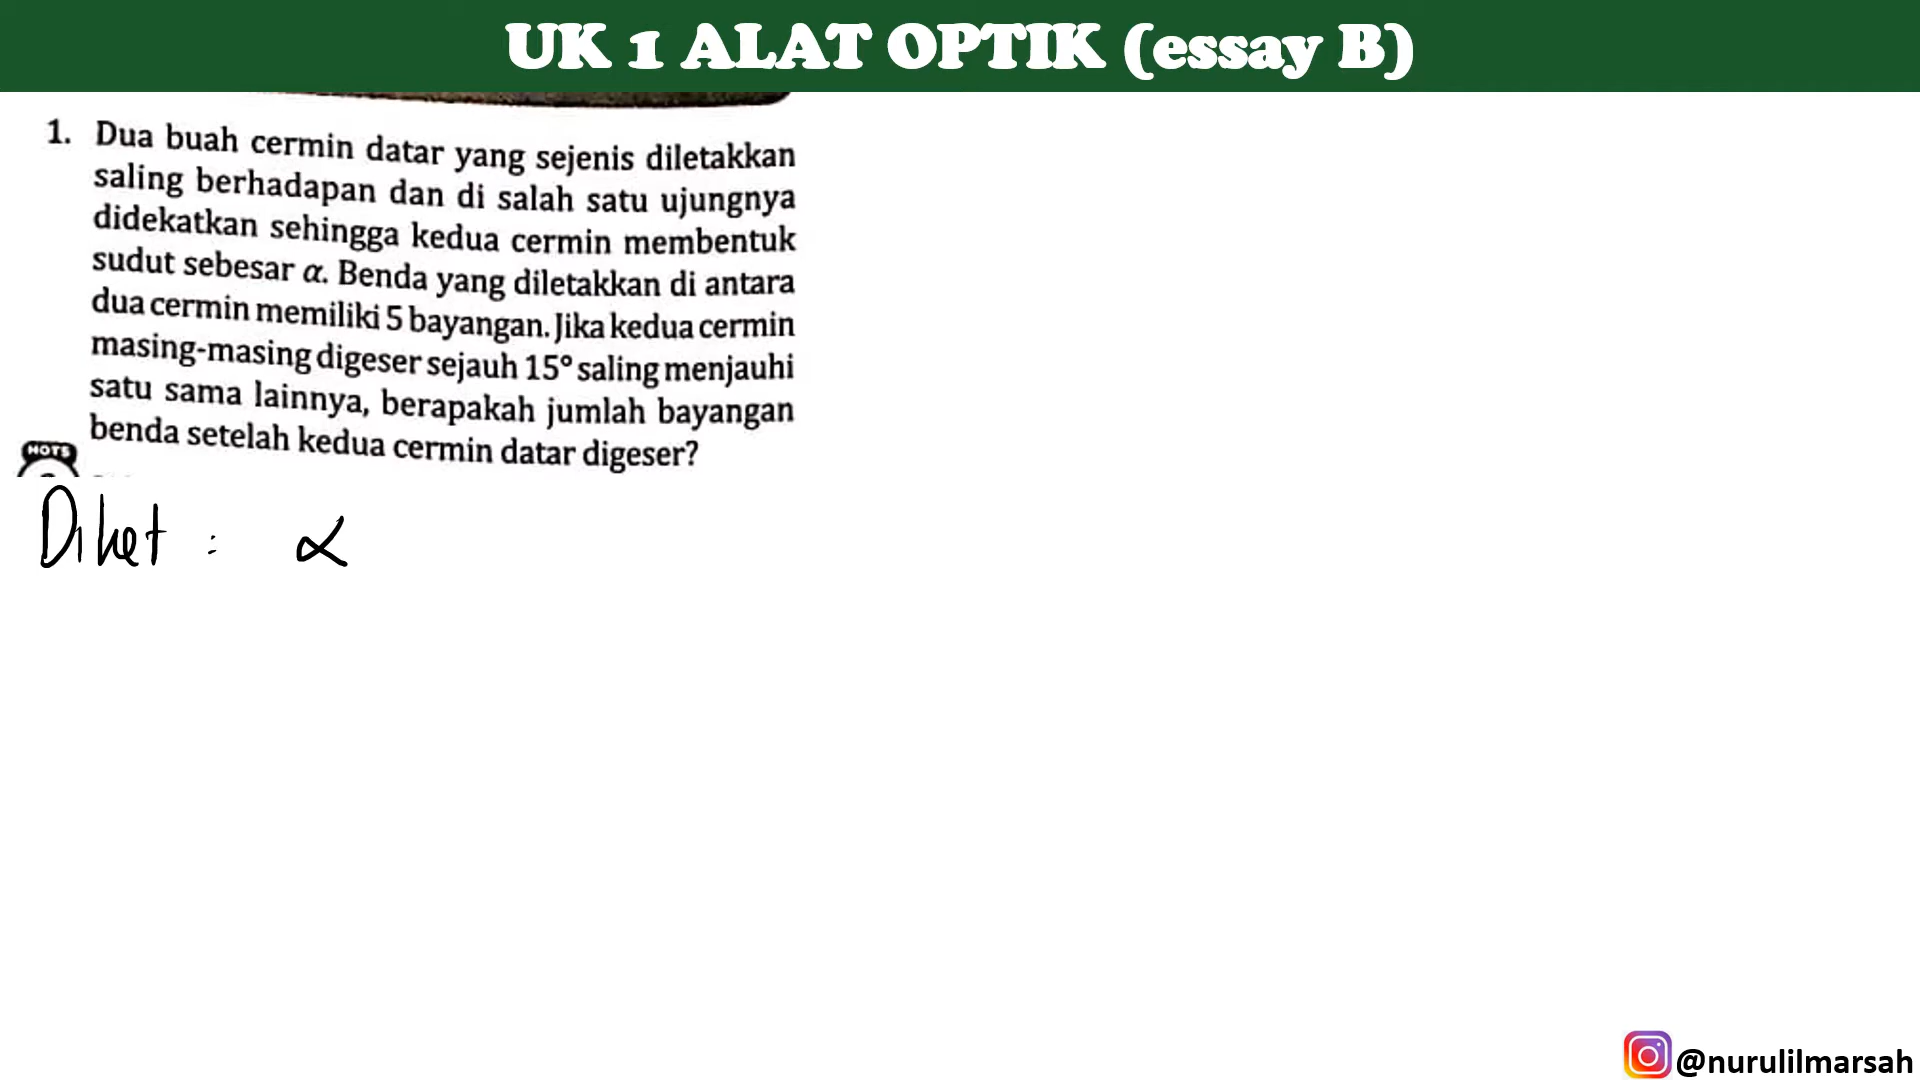 UK 1 ALAT OPTIK (essay B)
1. Dua buah cermin datar yang sejenis diletakkan
saling berhadapan dan di salah satu ujungnya
didekatkan sehingga kedua cermin membentuk
sudut sebesar α. Benda yang diletakkan di antara
dua cermin memiliki 5 bayangan. Jika kedua cermin
masing-masing digeser sejauh 15° saling menjauhi
satu sama lainnya, berapakah jumlah bayangan
benda setelah kedua cermin datar digeser?
HOTS
Diket : α
@nurulilmarsah